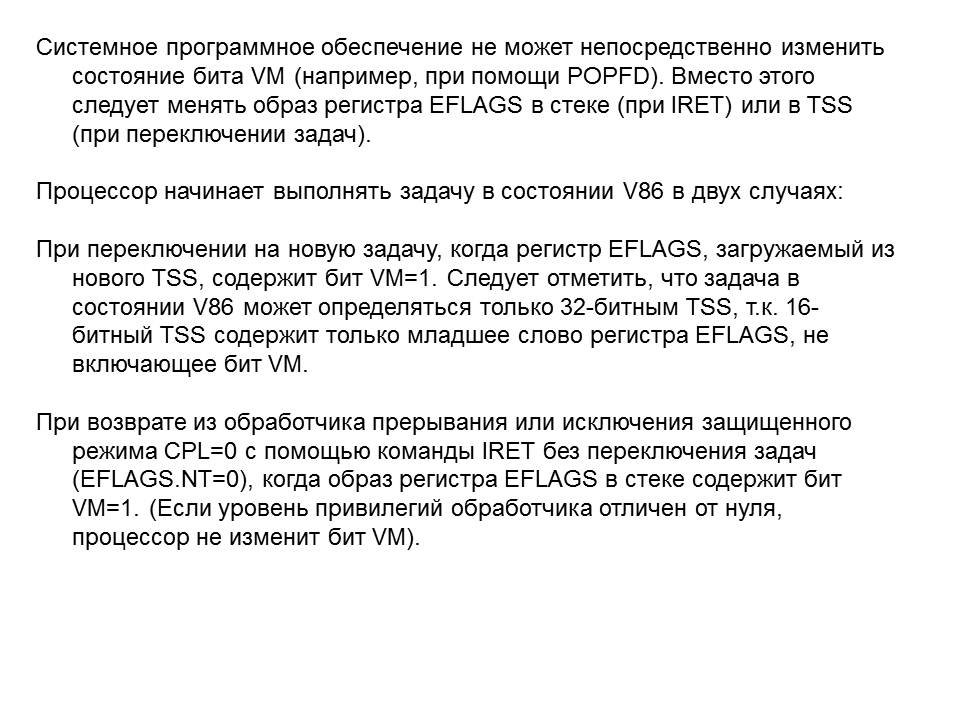 Системное программное обеспечение не может непосредственно изменить
состояние бита VM (например, при помощи POPFD). Вместо этого
следует менять образ регистра EFLAGS в стеке (при IRET) или в TSS
(при переключении задач).
Процессор начинает выполнять задачу в состоянии V86 в двух случаях:
При переключении на новую задачу, когда регистр EFLAGS, загружаемый из
нового TSS, содержит бит VM=1. Следует отметить, что задача в
состоянии V86 может определяться только 32-битным TSS, т.к. 16-
битный TSS содержит только младшее слово регистра EFLAGS, не
включающее бит VM.
При возврате из обработчика прерывания или исключения защищенного
режима CPL=0 с помощью команды IRET без переключения задач
(EFLAGS.NT=0), когда образ регистра EFLAGS в стеке содержит бит
VM=1. (Если уровень привилегий обработчика отличен от нуля,
процессор не изменит бит VM).